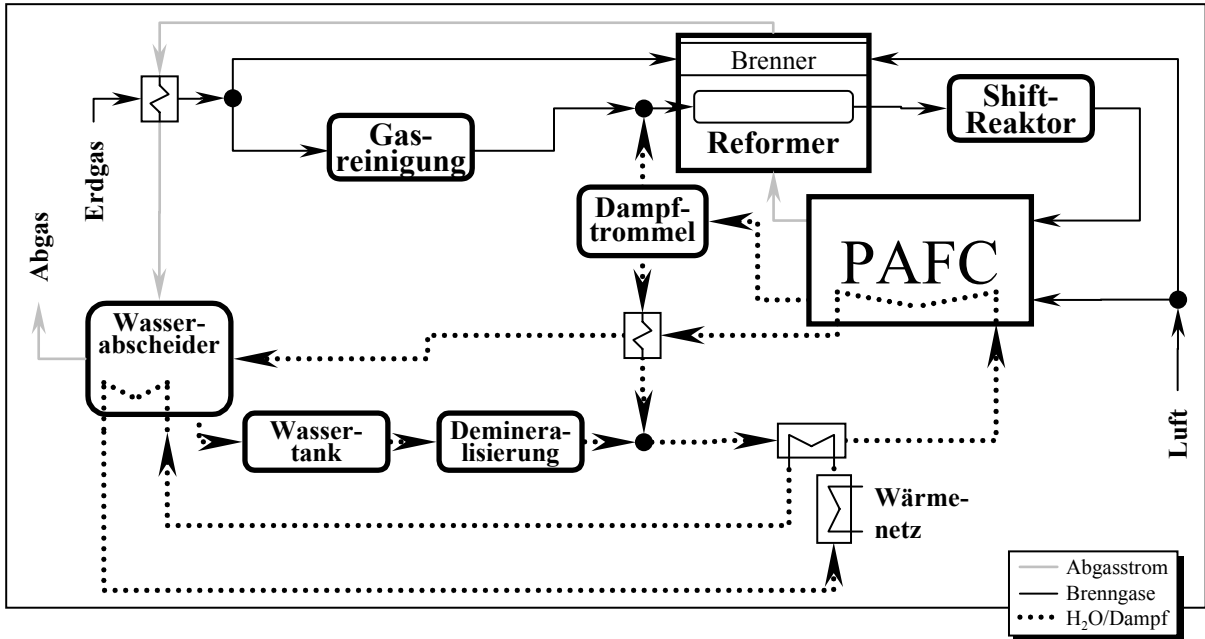 Brenner
Reformer
Shift-
Reaktor
Gas-
reinigung
Erdgas
Abgas
Dampf-
trommel
PAFC
Wasser-
abscheider
Wasser-
tank
Deminera-
lisierung
Wärme-
netz
Luft
Abgasstrom
Brenngase
H₂O/Dampf